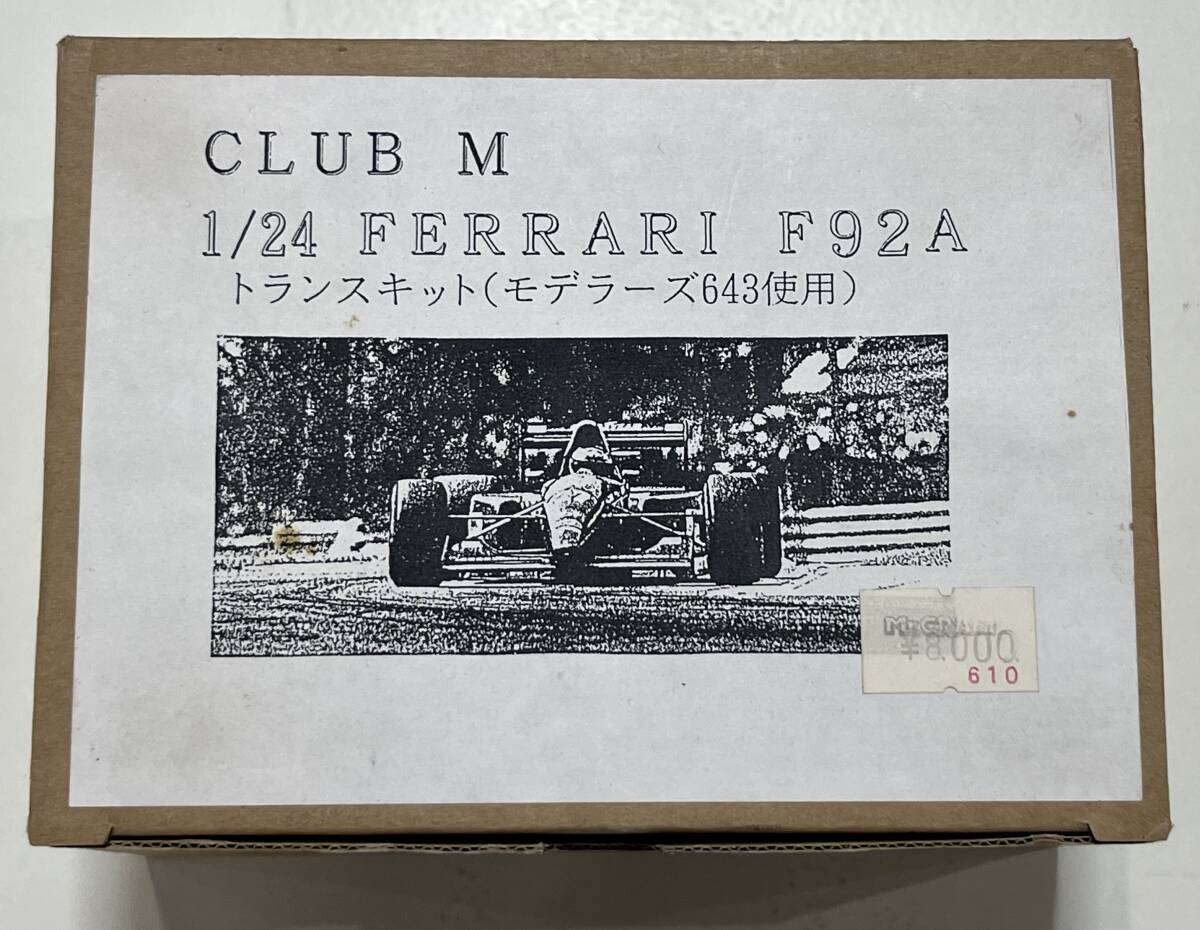 CLUB M
1/24 FERRARI F92A
トランスキット(モデラーズ643使用)
¥8,000
610